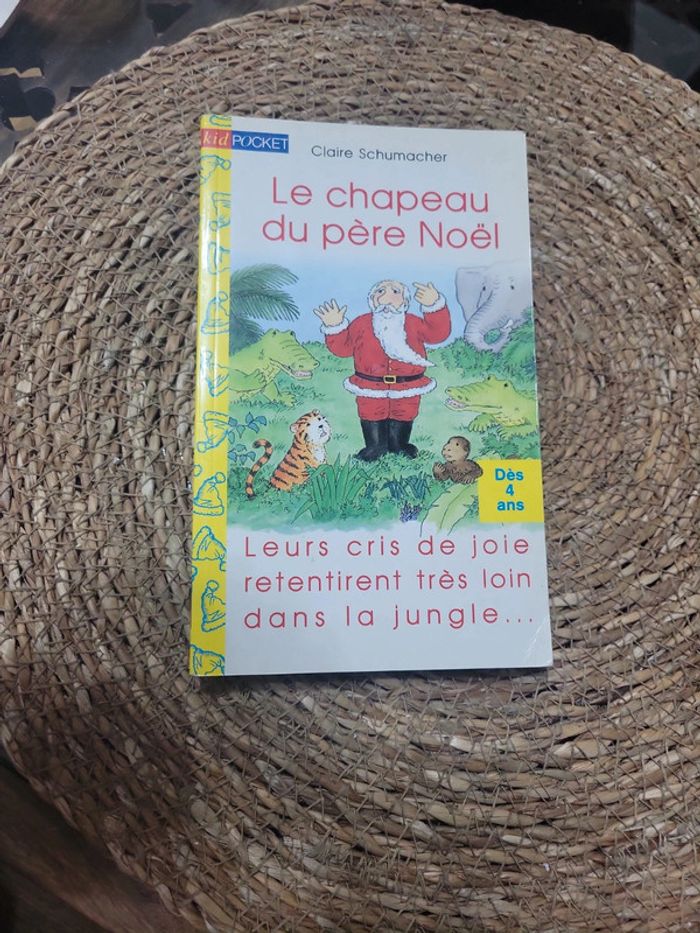 kid POCKET
Claire Schumacher
Le chapeau
du père Noël
Dès
4
ans
Leurs cris de joie
retentirent très loin
dans la jungle...